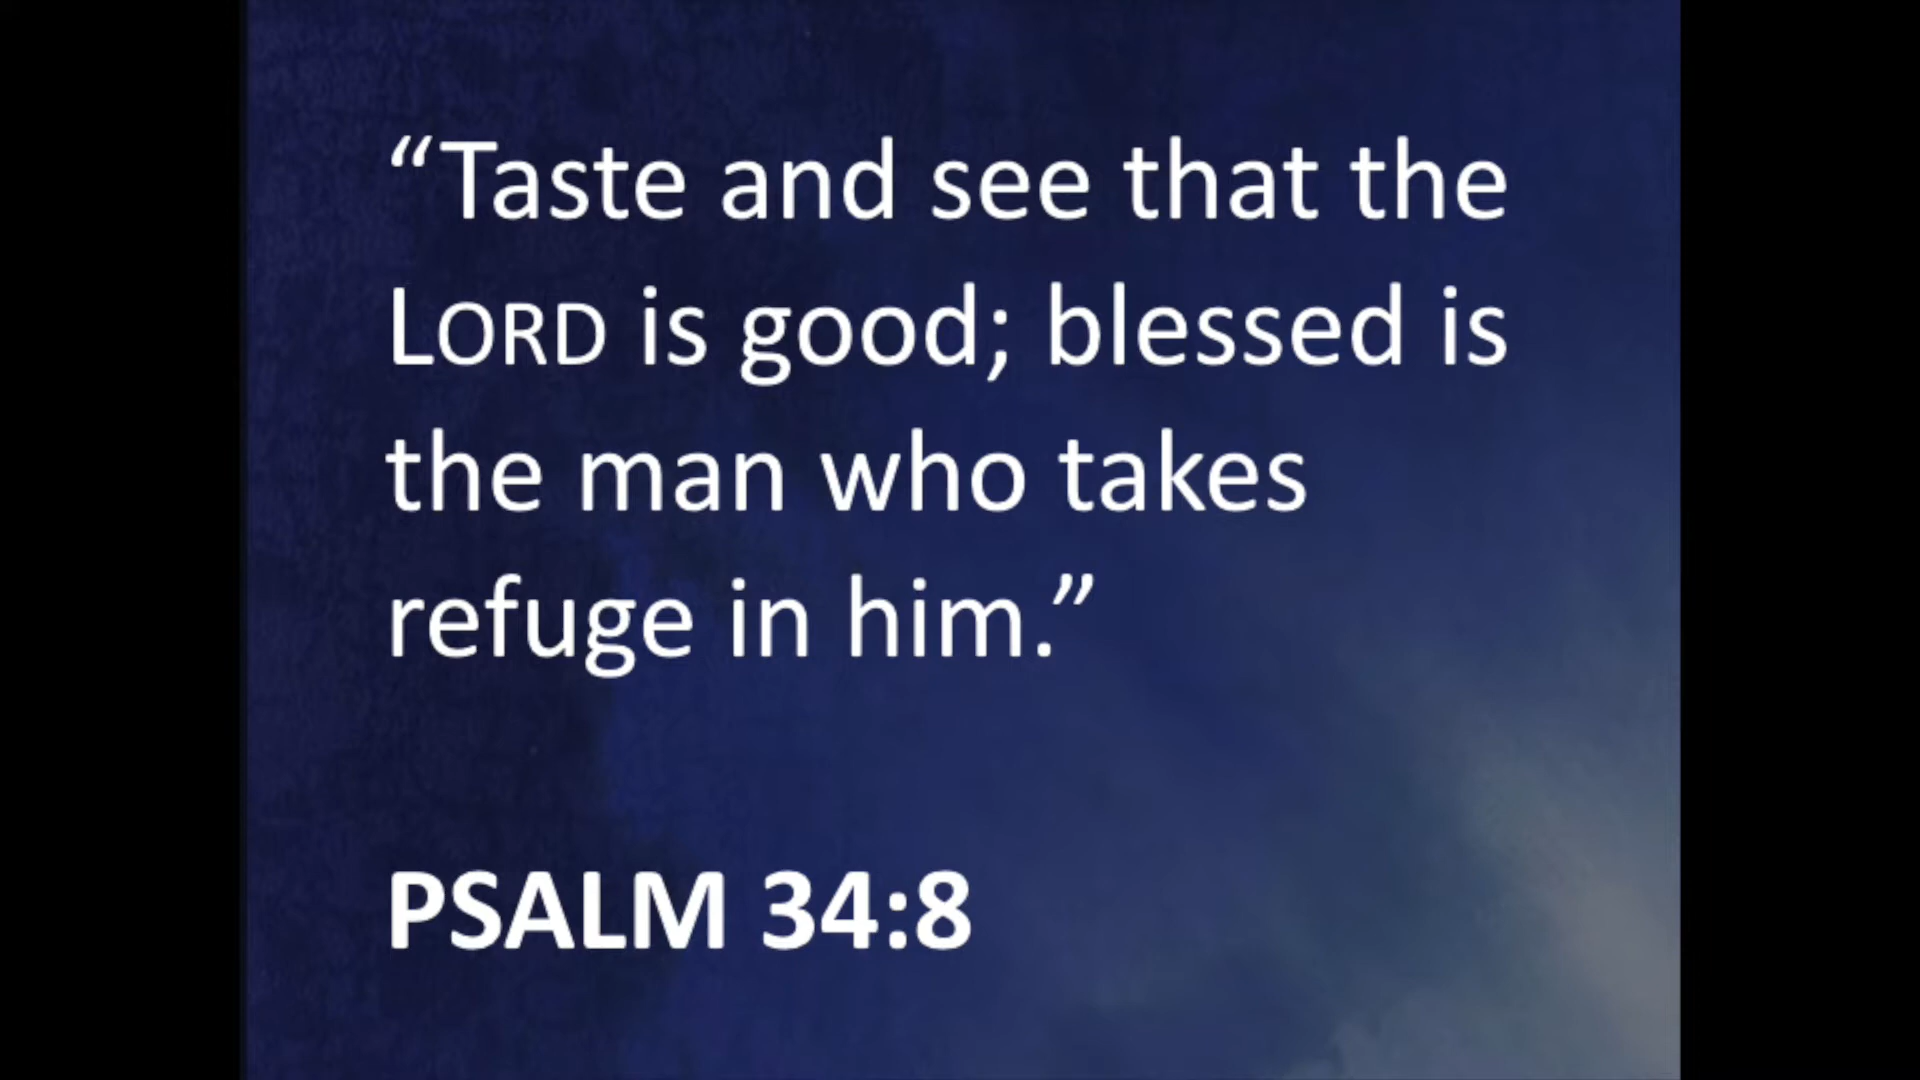 “Taste and see that the
LORD is good; blessed is
the man who takes
refuge in him.”
PSALM 34:8